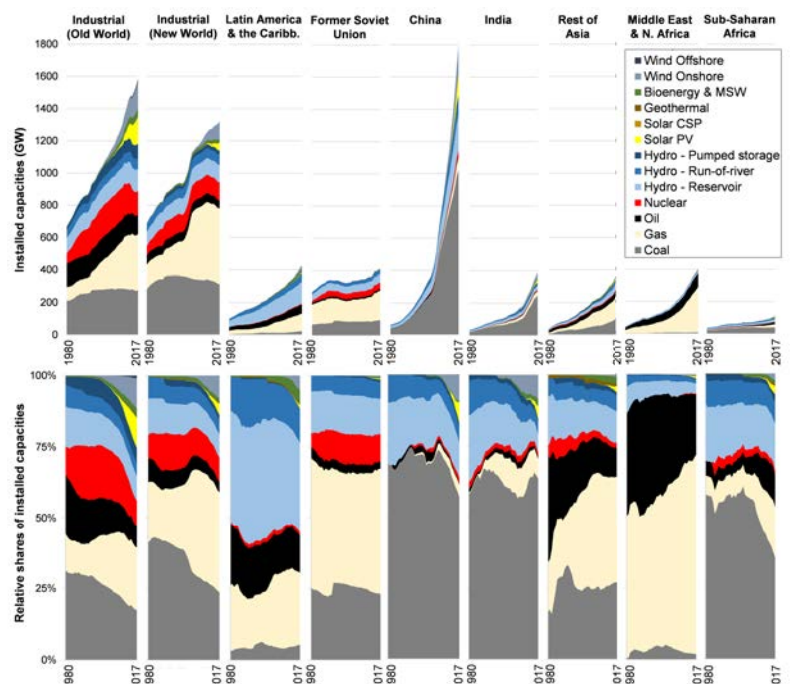 Industrial
(Old World)
Industrial
(New World)
Latin America
& the Caribb.
Former Soviet
Union
China
India
Rest of
Asia
Middle East
& N. Africa
Sub-Saharan
Africa
Installed capacities (GW)
1800
1600
1400
1200
1000
800
600
400
200
0
Wind Offshore
Wind Onshore
Bioenergy & MSW
Geothermal
Solar CSP
Solar PV
Hydro - Pumped storage
Hydro - Run-of-river
Hydro - Reservoir
Nuclear
Oil
Gas
Coal
1980 2017 1980 2017 1980 2017 1980 2017 1980 2017 1980 2017 1980 2017 1980 2017 1980 2017
Relative shares of installed capacities
100%
75%
50%
25%
0%
980 017 980 017 980 017 980 017 980 017 980 017 980 017 980 017 980 017